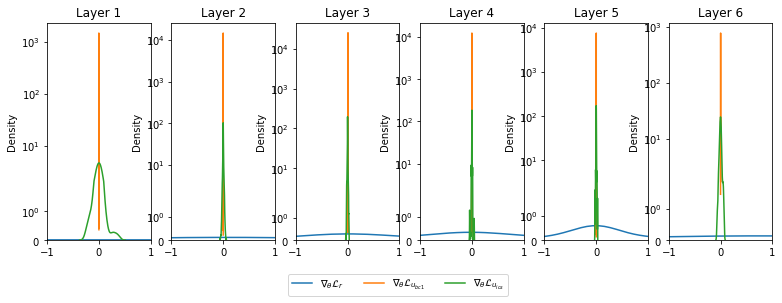 Layer 1 Layer 2 Layer 3 Layer 4 Layer 5 Layer 6
10³ 10⁴ 10⁴ 10⁴ 10⁴ 10³
10² 10³ 10³ 10³ 10³ 10²
10¹ 10² 10² 10² 10² 10¹
10⁰ 10¹ 10¹ 10¹ 10¹ 10⁰
10⁰ 10⁰ 10⁰ 10⁰
0 0 0 0 0 0
Density Density Density Density Density Density
−1 0 1 −1 0 1 −1 0 1 −1 0 1 −1 0 1 −1 0 1
∇θℒr ∇θℒu_bc1 ∇θℒu_ics